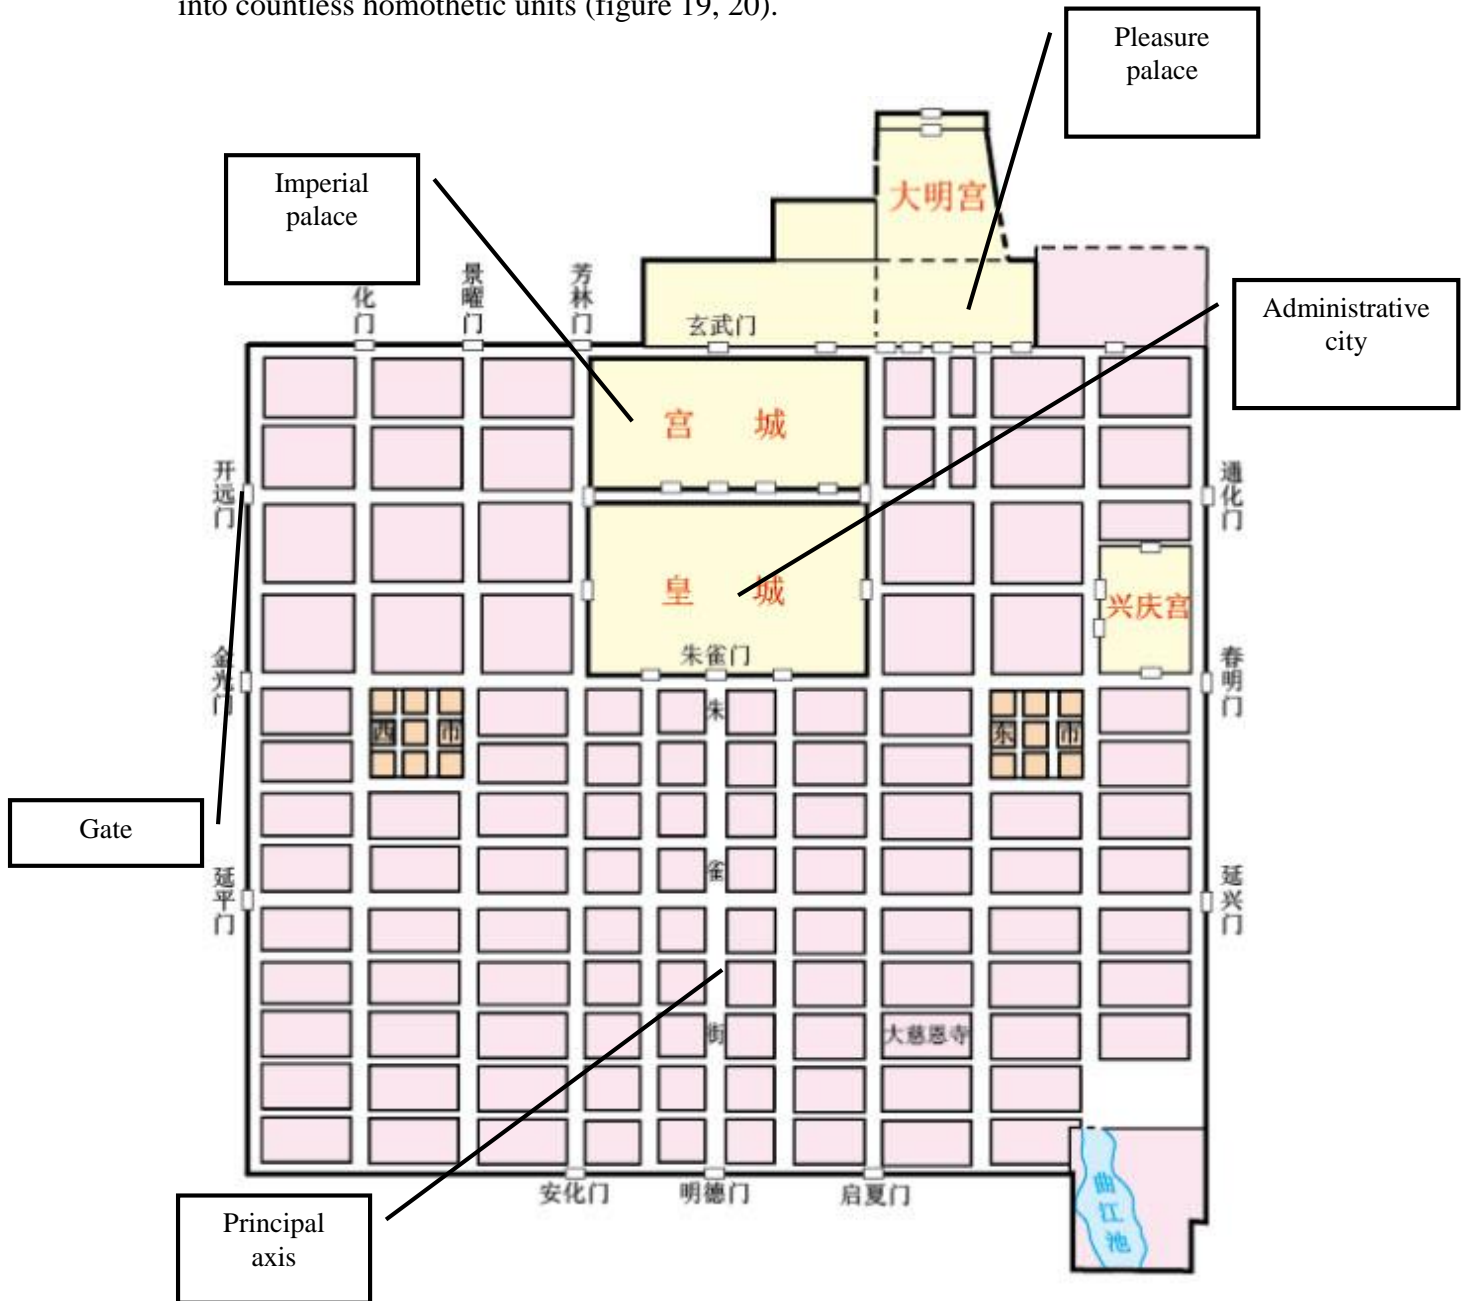 into countless homothetic units (figure 19, 20).
Pleasure
palace
Imperial
palace
大明宫
Administrative
city
化门
景曜门
芳林门
玄武门
宫 城
开远门
通化门
皇 城
兴庆宫
朱雀门
金光门
春明门
朱
西 市
东 市
Gate
雀
延平门
延兴门
街
大慈恩寺
安化门
明德门
启夏门
曲江池
Principal
axis